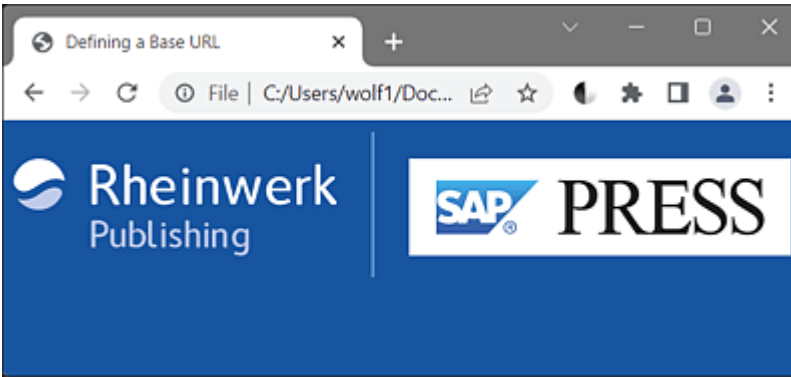 Defining a Base URL
File | C:/Users/wolf1/Doc...
Rheinwerk
Publishing
SAP® PRESS